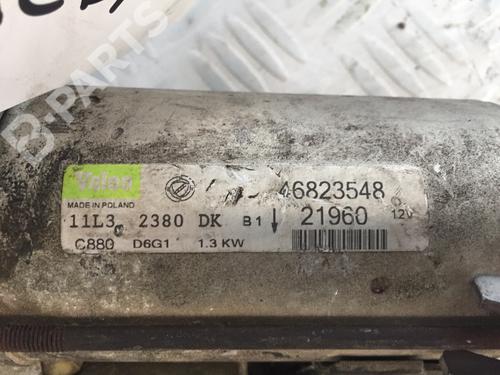 B-PARTS
Valeo
MADE IN POLAND
46823548
11L3 2380 DK B1 21960 12V
C880 D6G1 1.3 KW